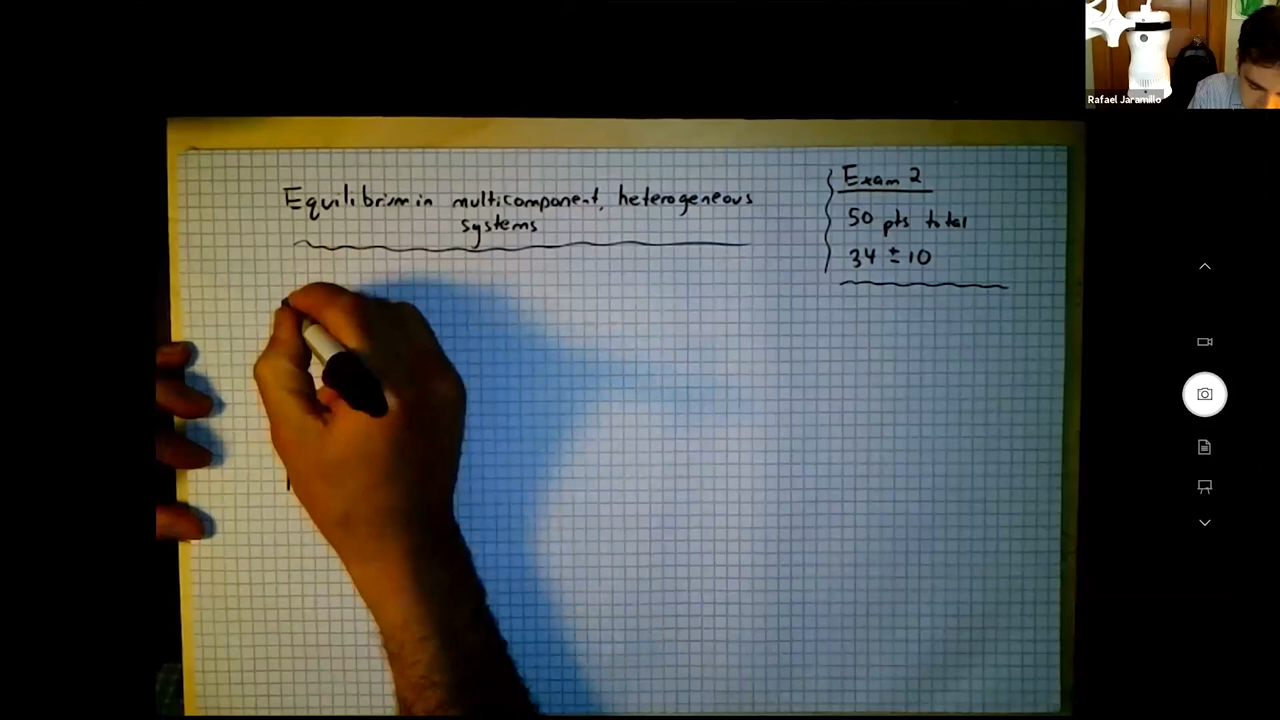 Equilibrium in multicomponent, heterogeneous
systems
Exam 2
50 pts total
34 ± 10
Rafael Jaramillo